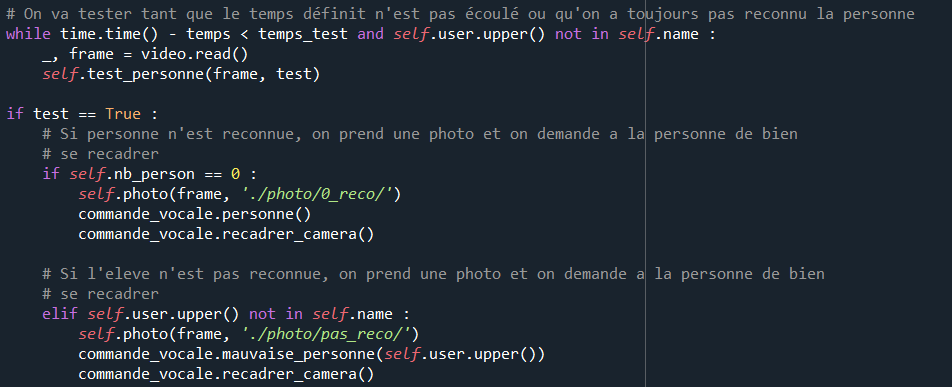 # On va tester tant que le temps définit n'est pas écoulé ou qu'on a toujours pas reconnu la personne
while time.time() - temps < temps_test and self.user.upper() not in self.name :
    _, frame = video.read()
    self.test_personne(frame, test)

if test == True :
    # Si personne n'est reconnue, on prend une photo et on demande a la personne de bien
    # se recadrer
    if self.nb_person == 0 :
        self.photo(frame, './photo/0_reco/')
        commande_vocale.personne()
        commande_vocale.recadrer_camera()

    # Si l'eleve n'est pas reconnue, on prend une photo et on demande a la personne de bien
    # se recadrer
    elif self.user.upper() not in self.name :
        self.photo(frame, './photo/pas_reco/')
        commande_vocale.mauvaise_personne(self.user.upper())
        commande_vocale.recadrer_camera()